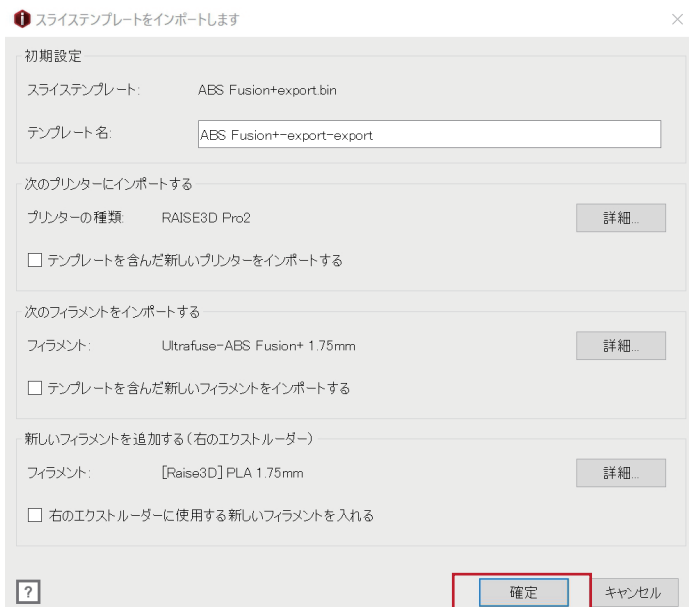 スライステンプレートをインポートします
初期設定
スライステンプレート: ABS Fusion+export.bin
テンプレート名: ABS Fusion+-export-export
次のプリンターにインポートする
プリンターの種類: RAISE3D Pro2 詳細...
テンプレートを含んだ新しいプリンターをインポートする
次のフィラメントをインポートする
フィラメント: Ultrafuse-ABS Fusion+ 1.75mm 詳細...
テンプレートを含んだ新しいフィラメントをインポートする
新しいフィラメントを追加する(右のエクストルーダー)
フィラメント: [Raise3D] PLA 1.75mm 詳細...
右のエクストルーダーに使用する新しいフィラメントを入れる
? 確定 キャンセル